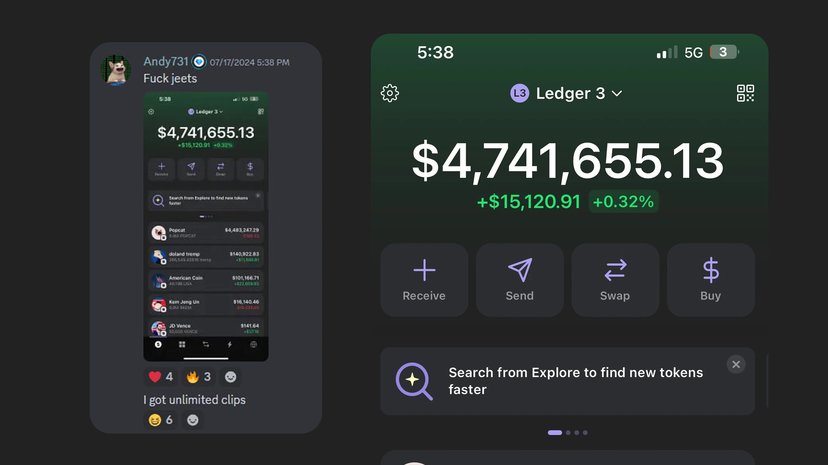 Andy731 07/17/2024 5:38 PM
Fuck jeets
5:38 5G
Ledger 3
$4,741,655.13
+$15,120.91 +0.32%
Receive Send Swap Buy
Search from Explore to find new tokens
faster
Popcat $4,483,247.29
doland tremp $140,922.83
American Coin $101,166.71
Kem Jeng Un $16,140.46
JD Vence $141.64
4 3
I got unlimited clips
6
5:38 5G 3
L3 Ledger 3
$4,741,655.13
+$15,120.91 +0.32%
Receive Send Swap Buy
Search from Explore to find new tokens
faster